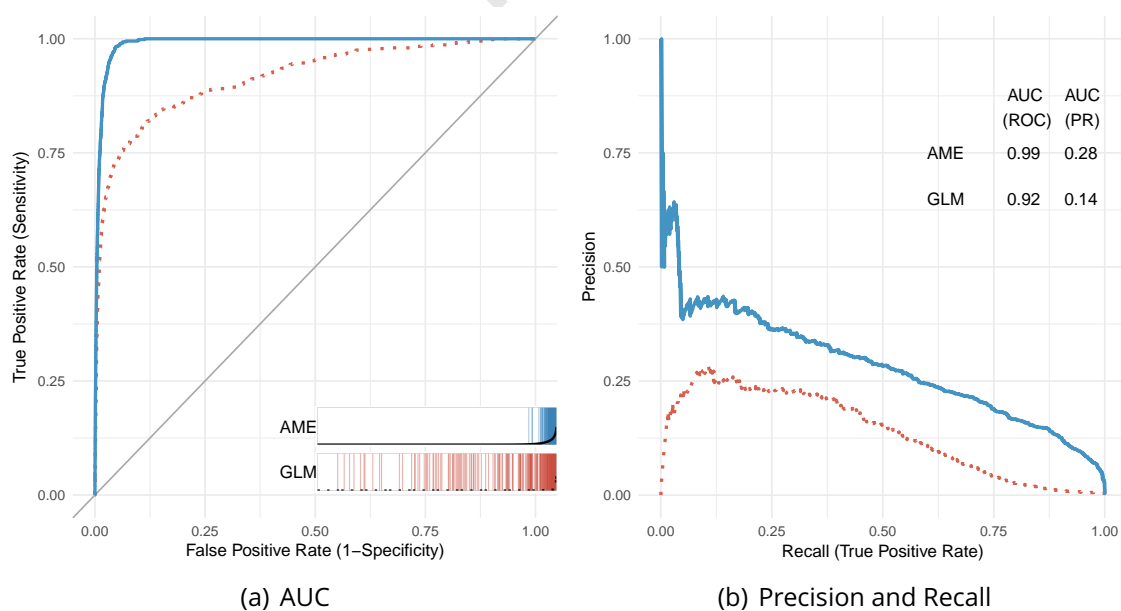 True Positive Rate (Sensitivity)
1.00
0.75
0.50
0.25
0.00
AME
GLM
0.00 0.25 0.50 0.75 1.00
False Positive Rate (1−Specificity)
(a) AUC
Precision
1.00
0.75
0.50
0.25
0.00
AUC AUC
(ROC) (PR)
AME 0.99 0.28
GLM 0.92 0.14
0.00 0.25 0.50 0.75 1.00
Recall (True Positive Rate)
(b) Precision and Recall